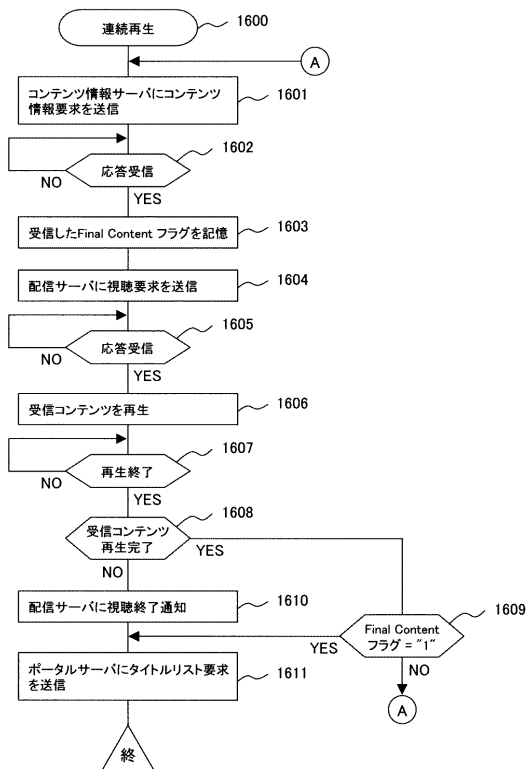 連続再生
1600
A
コンテンツ情報サーバにコンテンツ
情報要求を送信
1601
応答受信
1602
NO
YES
受信したFinal Content フラグを記憶
1603
配信サーバに視聴要求を送信
1604
応答受信
1605
NO
YES
受信コンテンツを再生
1606
再生終了
1607
NO
YES
受信コンテンツ
再生完了
1608
YES
NO
配信サーバに視聴終了通知
1610
Final Content
フラグ = "1"
1609
YES
NO
ポータルサーバにタイトルリスト要求
を送信
1611
A
終